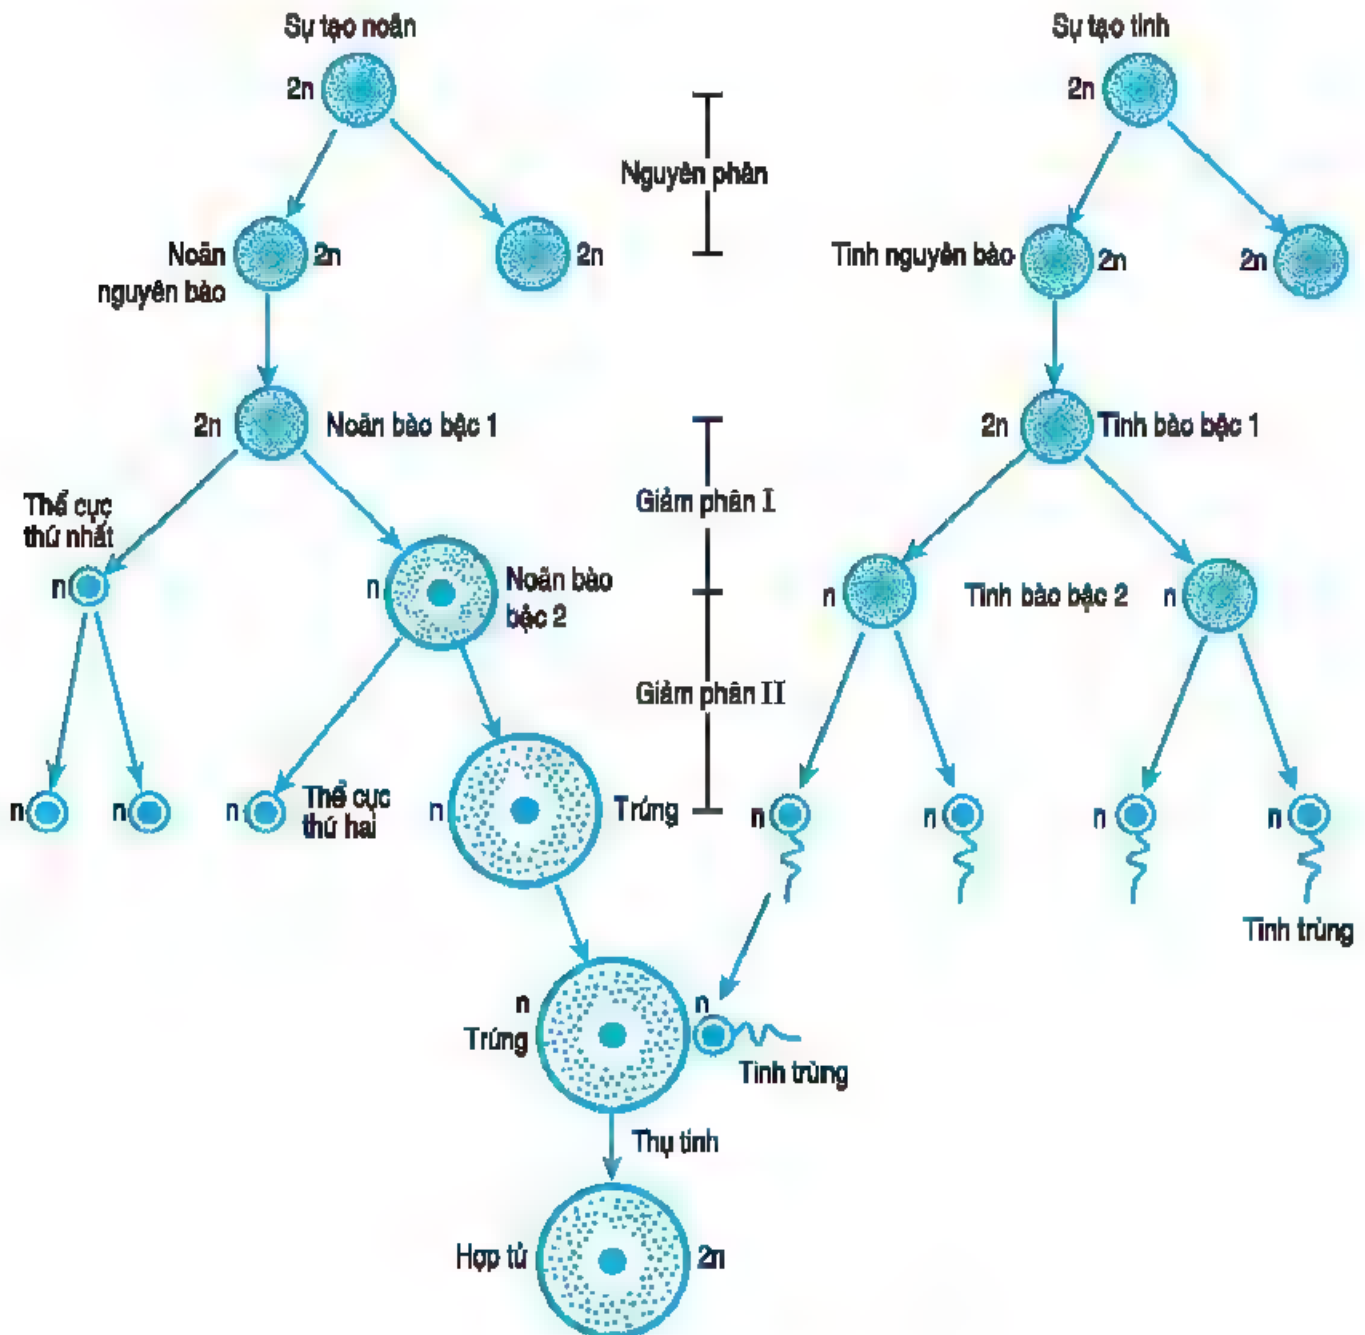 Sự tạo noãn
Sự tạo tinh
2n
2n
Nguyên phân
Noãn
nguyên bào
2n
2n
Tinh nguyên bào
2n
2n
2n
Noãn bào bậc 1
2n
Tinh bào bậc 1
Thể cực
thứ nhất
Giảm phân I
n
n
Noãn bào
bậc 2
n
Tinh bào bậc 2
n
Giảm phân II
n
n
n
Thể cực
thứ hai
n
Trứng
n
n
n
n
Tinh trùng
n
Trứng
n
Tinh trùng
Thụ tinh
Hợp tử
2n